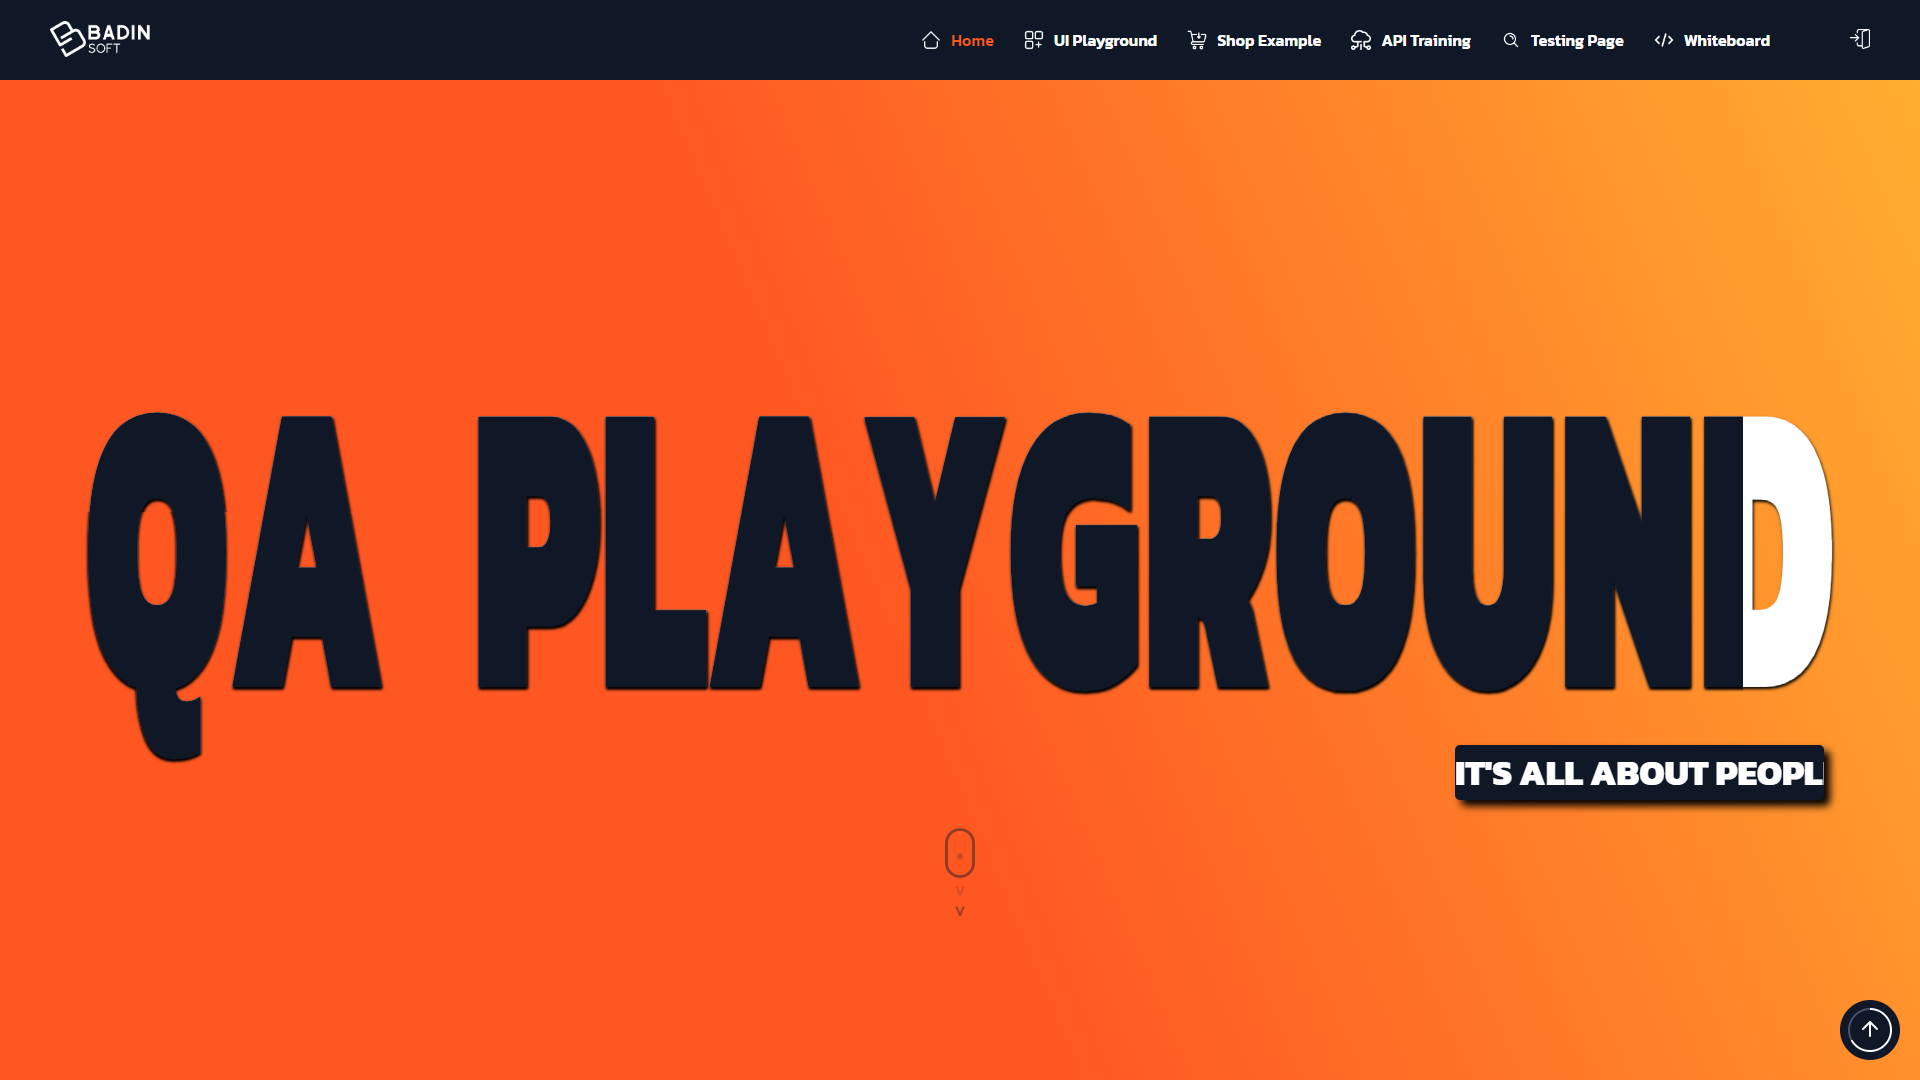 BADIN
SOFT
Home
UI Playground
Shop Example
API Training
Testing Page
Whiteboard
QA PLAYGROUND
IT'S ALL ABOUT PEOPL